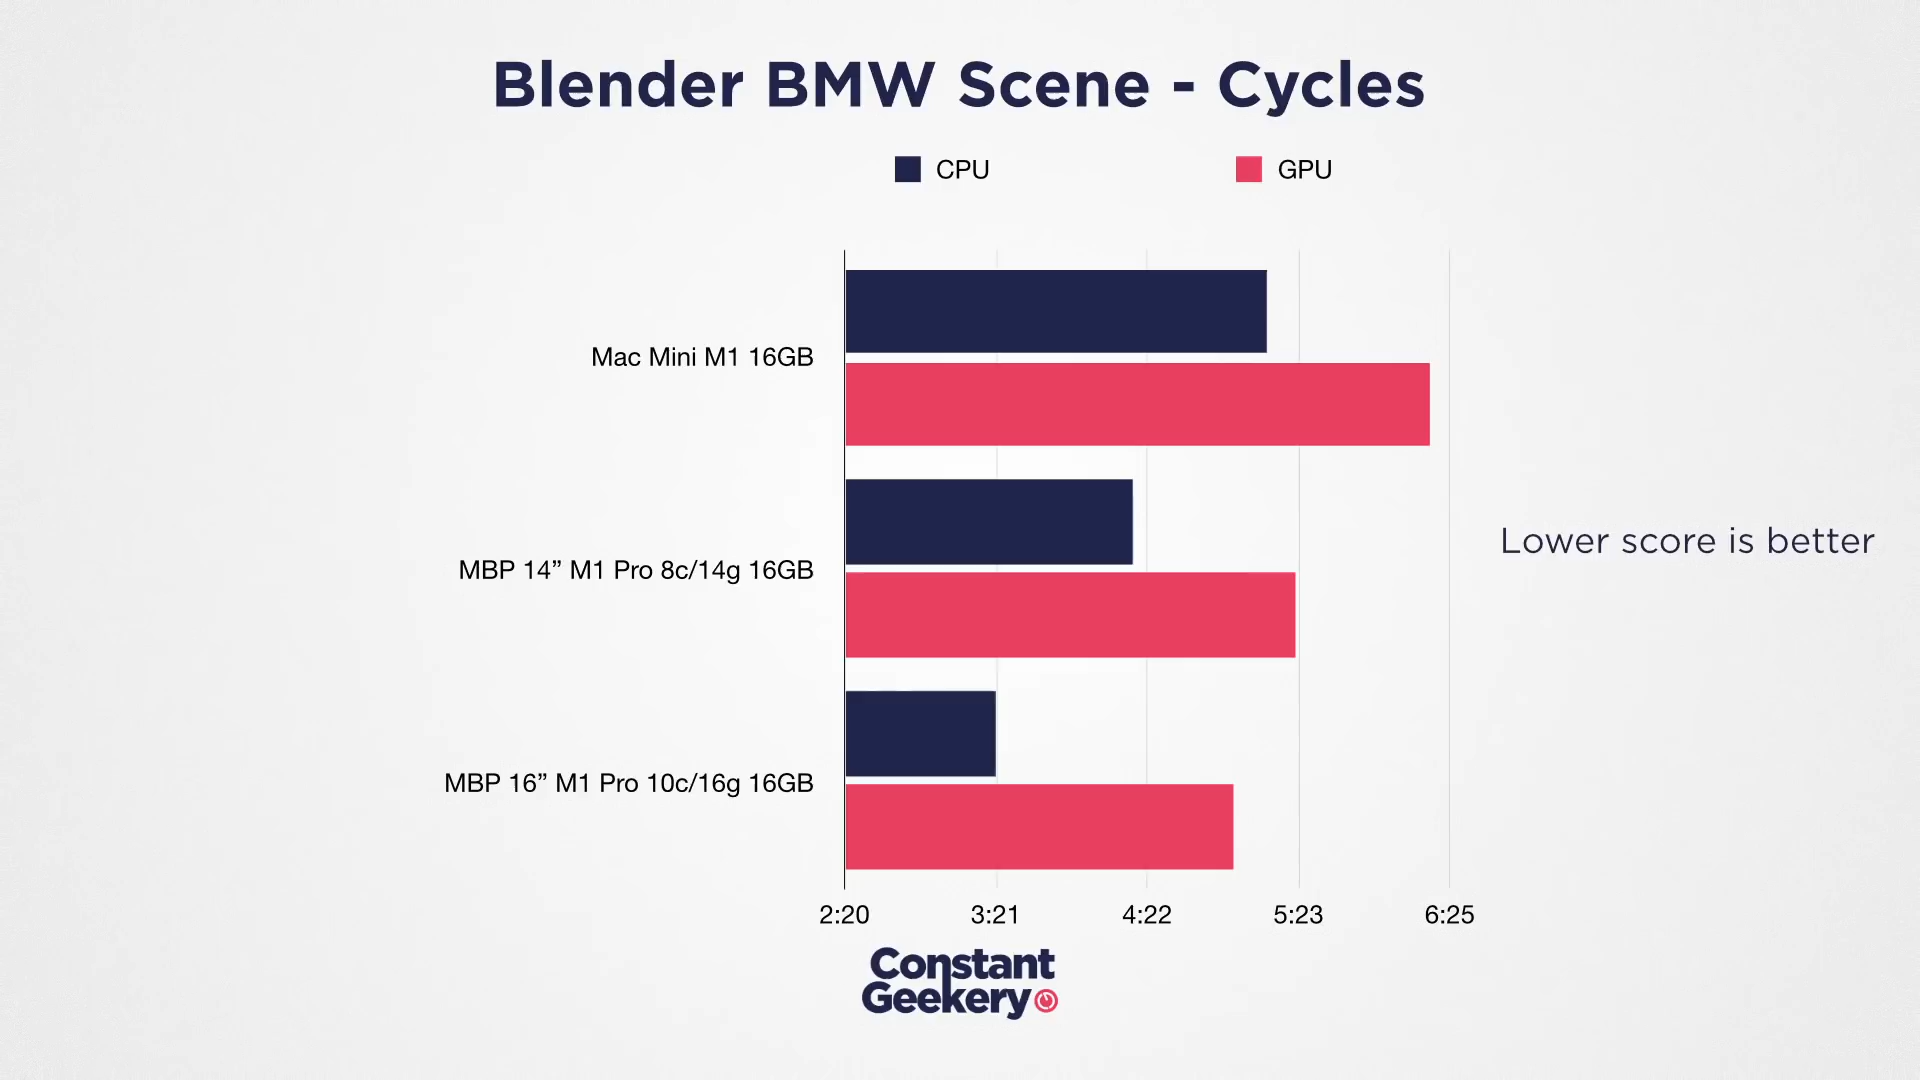 Blender BMW Scene - Cycles
CPU
GPU
Mac Mini M1 16GB
MBP 14” M1 Pro 8c/14g 16GB
Lower score is better
MBP 16” M1 Pro 10c/16g 16GB
2:20 3:21 4:22 5:23 6:25
Constant
Geekery